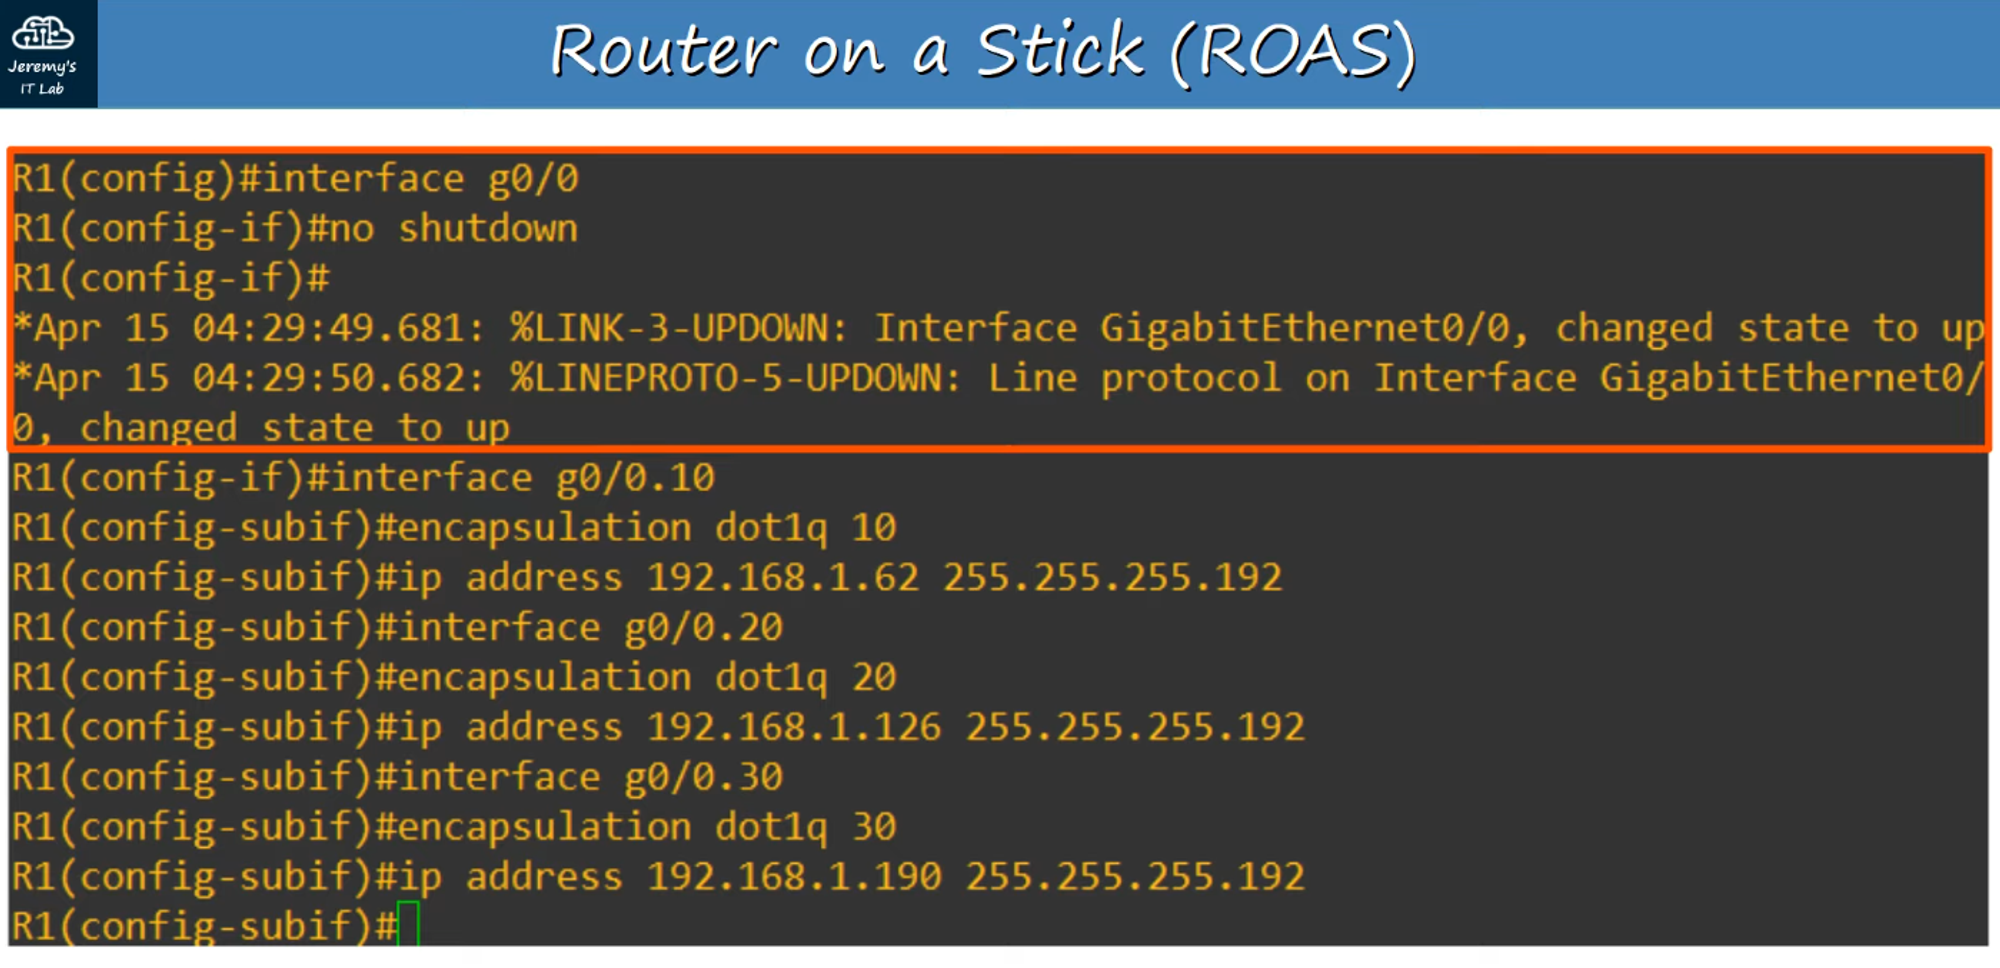 Jeremy's
IT Lab
Router on a Stick (ROAS)
R1(config)#interface g0/0
R1(config-if)#no shutdown
R1(config-if)#
*Apr 15 04:29:49.681: %LINK-3-UPDOWN: Interface GigabitEthernet0/0, changed state to up
*Apr 15 04:29:50.682: %LINEPROTO-5-UPDOWN: Line protocol on Interface GigabitEthernet0/
0, changed state to up
R1(config-if)#interface g0/0.10
R1(config-subif)#encapsulation dot1q 10
R1(config-subif)#ip address 192.168.1.62 255.255.255.192
R1(config-subif)#interface g0/0.20
R1(config-subif)#encapsulation dot1q 20
R1(config-subif)#ip address 192.168.1.126 255.255.255.192
R1(config-subif)#interface g0/0.30
R1(config-subif)#encapsulation dot1q 30
R1(config-subif)#ip address 192.168.1.190 255.255.255.192
R1(config-subif)#